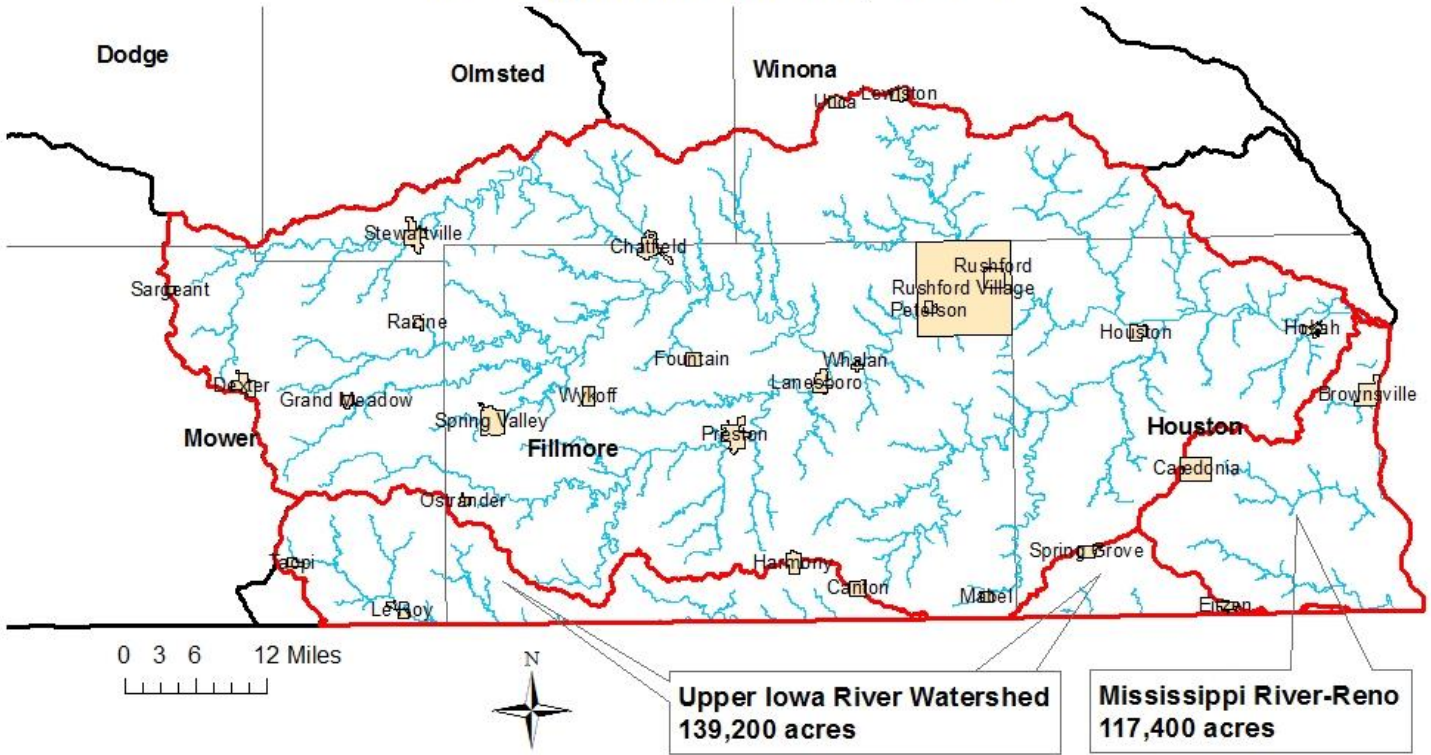 Dodge
Olmsted
Winona
Utica
Lewiston
Stewartville
Chatfield
Sargeant
Rushford
Rushford Village
Peterson
Racine
Houston
Hokah
Fountain
Whalan
Dexter
Grand Meadow
Wykoff
Lanesboro
Brownsville
Spring Valley
Mower
Fillmore
Preston
Houston
Caledonia
Ostrander
Taopi
Harmony
Spring Grove
Canton
LeRoy
Mabel
Eitzen
0 3 6 12 Miles
N
Upper Iowa River Watershed
139,200 acres
Mississippi River-Reno
117,400 acres